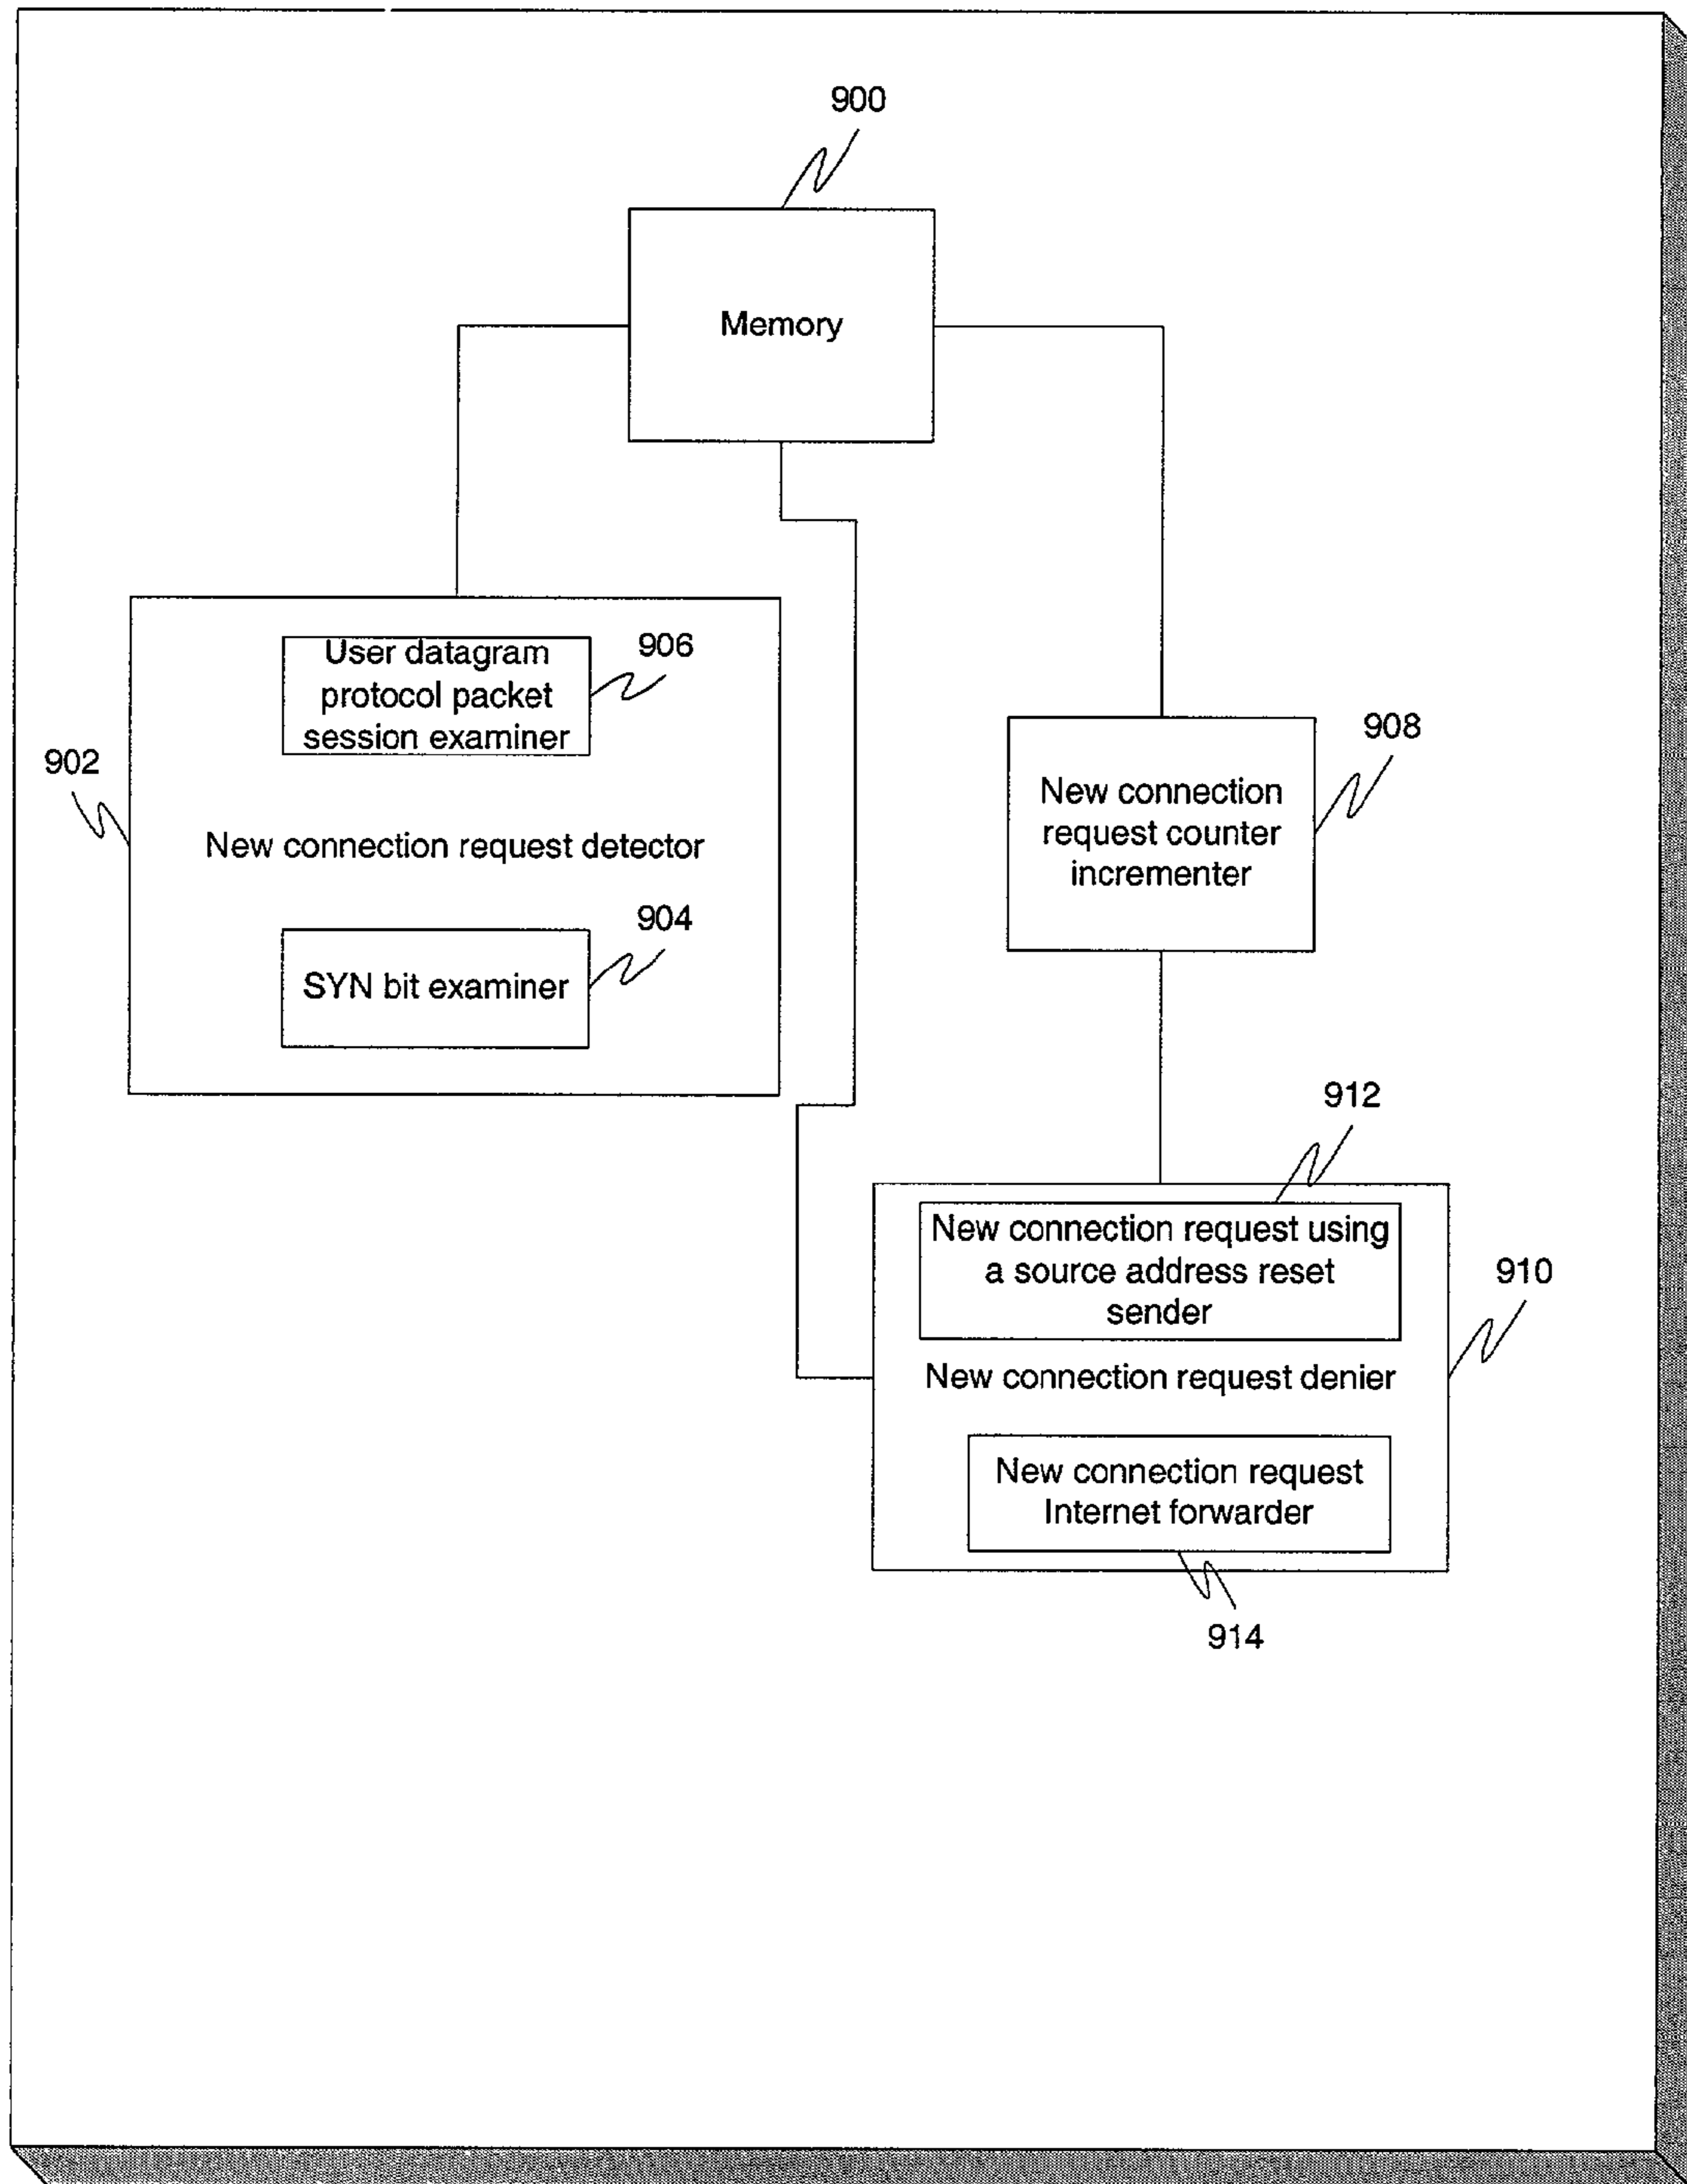 900
Memory
User datagram
protocol packet
session examiner
906
902
New connection request detector
904
SYN bit examiner
908
New connection
request counter
incrementer
912
New connection request using
a source address reset
sender
910
New connection request denier
New connection request
Internet forwarder
914